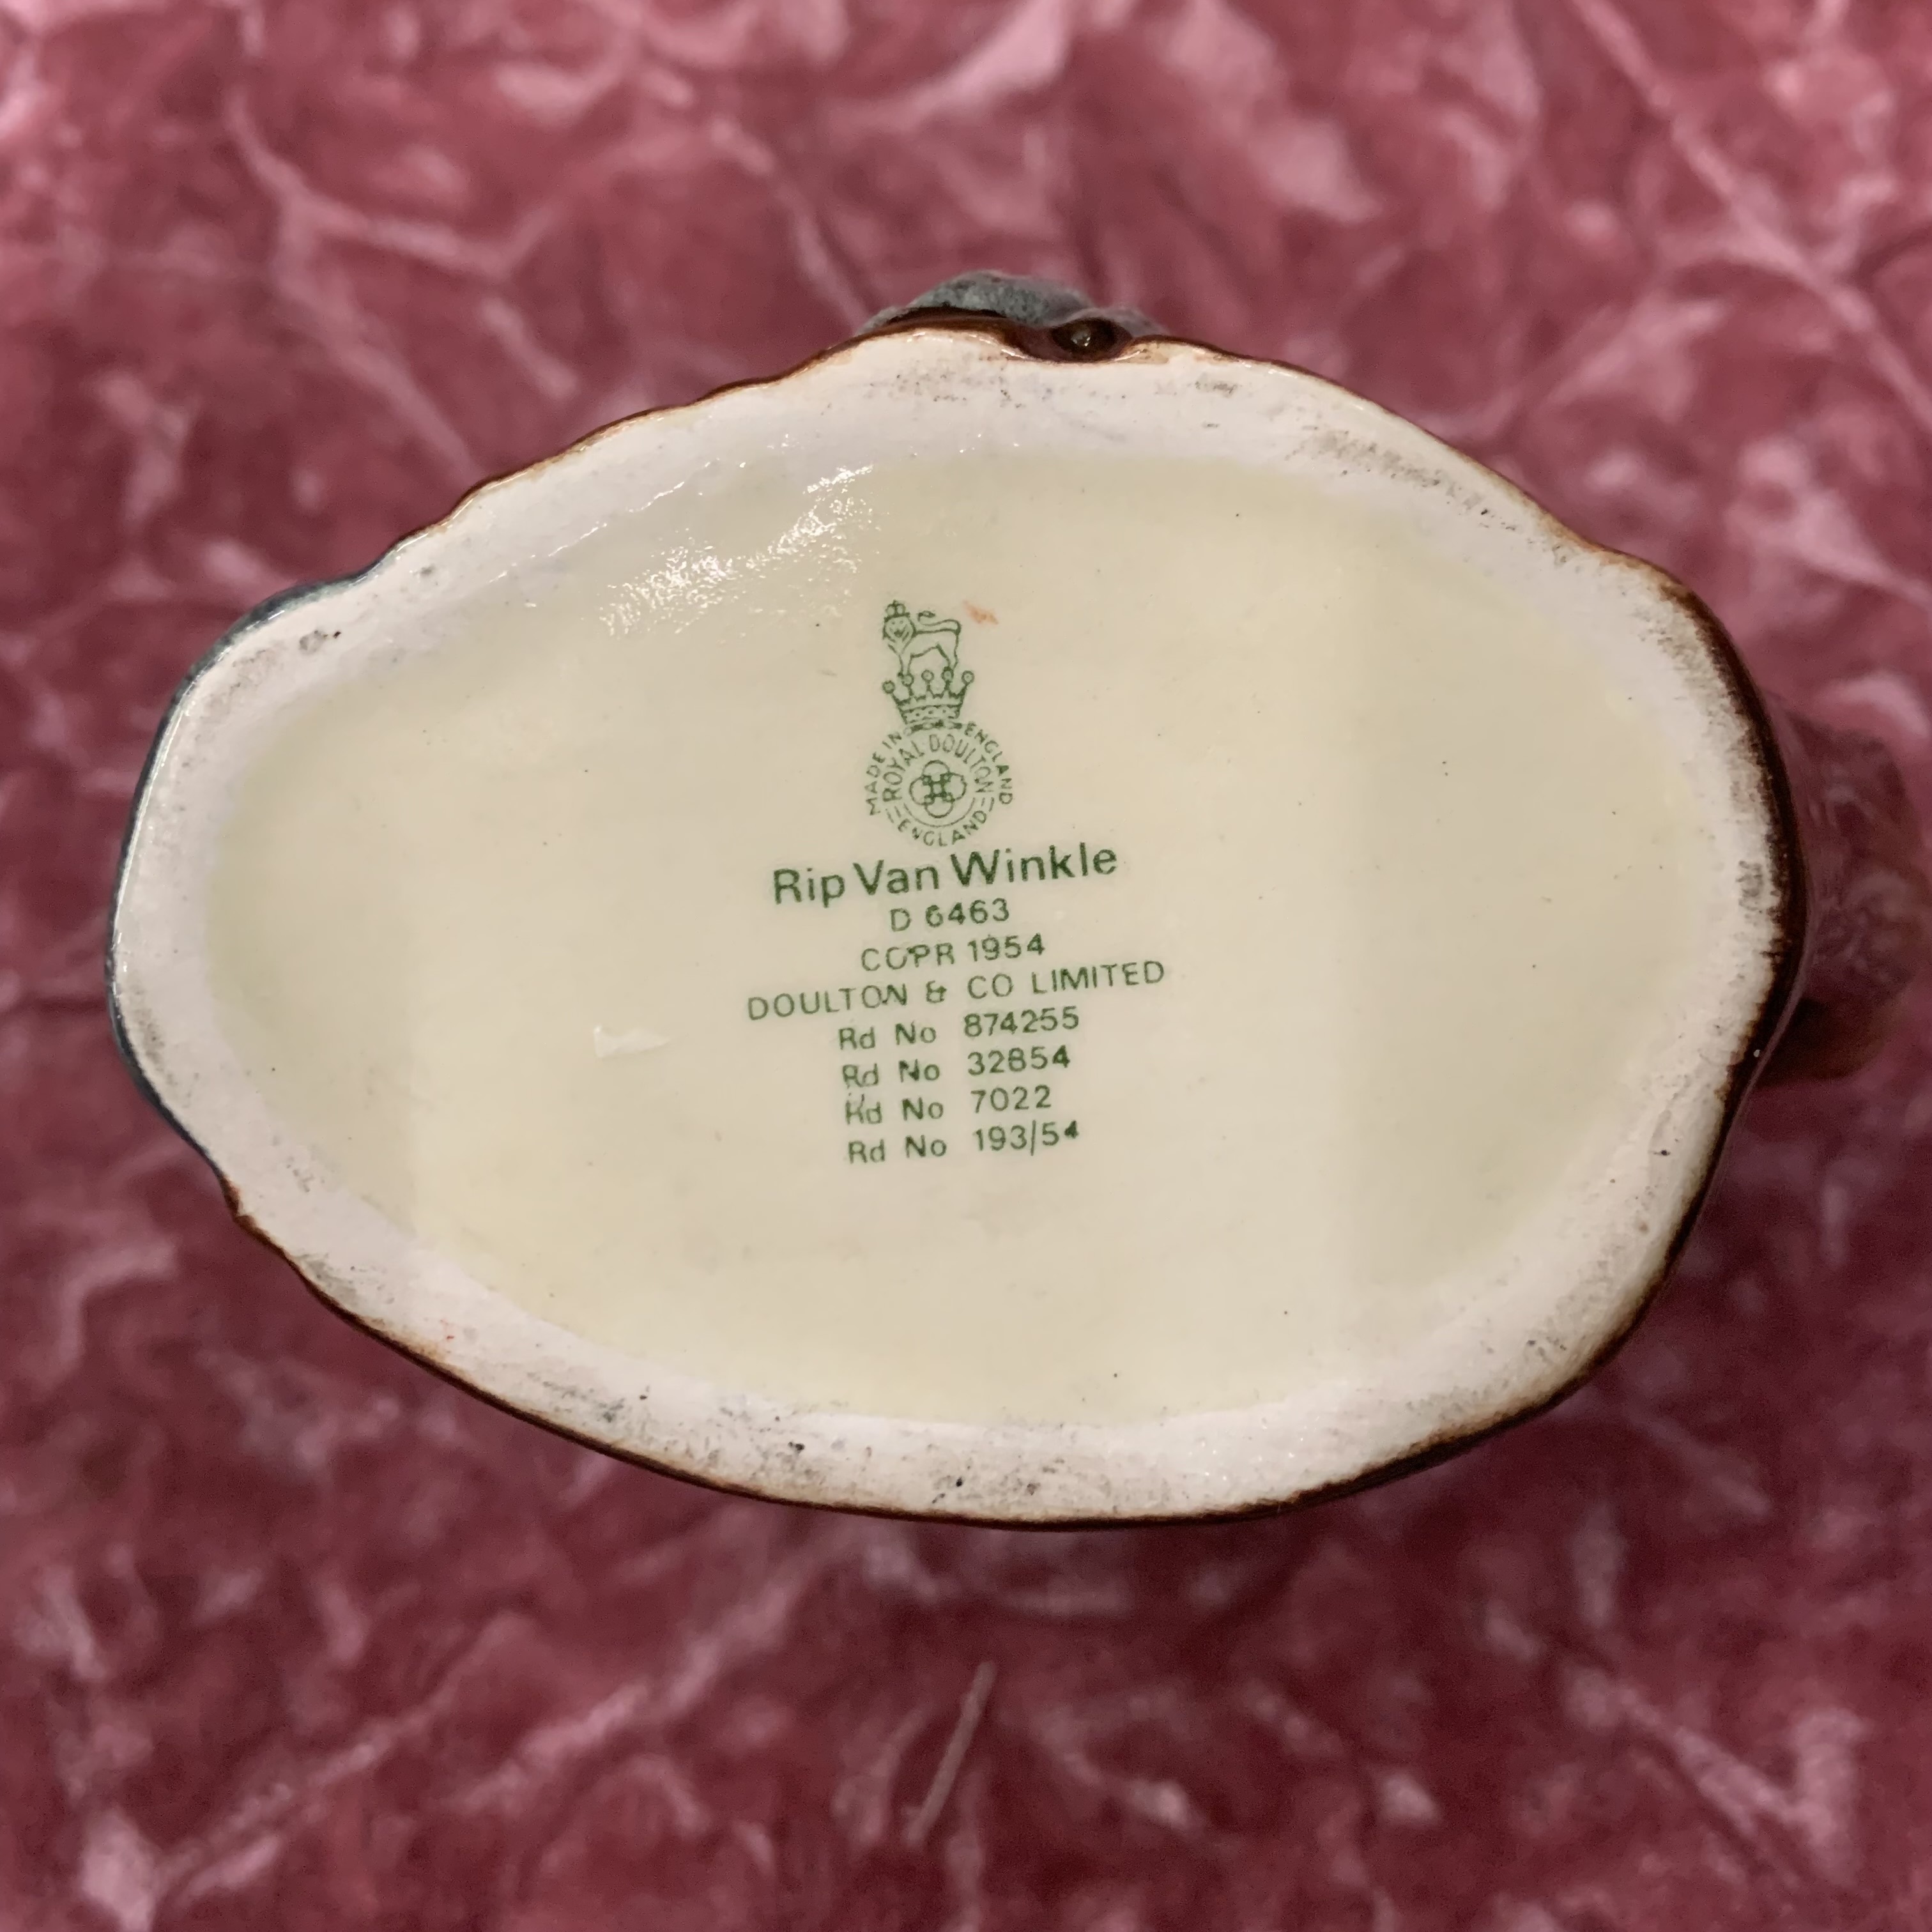 MADE IN ENGLAND
ROYAL DOULTON
ENGLAND
Rip Van Winkle
D 6463
COPR 1954
DOULTON & CO LIMITED
Rd No 874255
Rd No 32854
Rd No 7022
Rd No 193/54